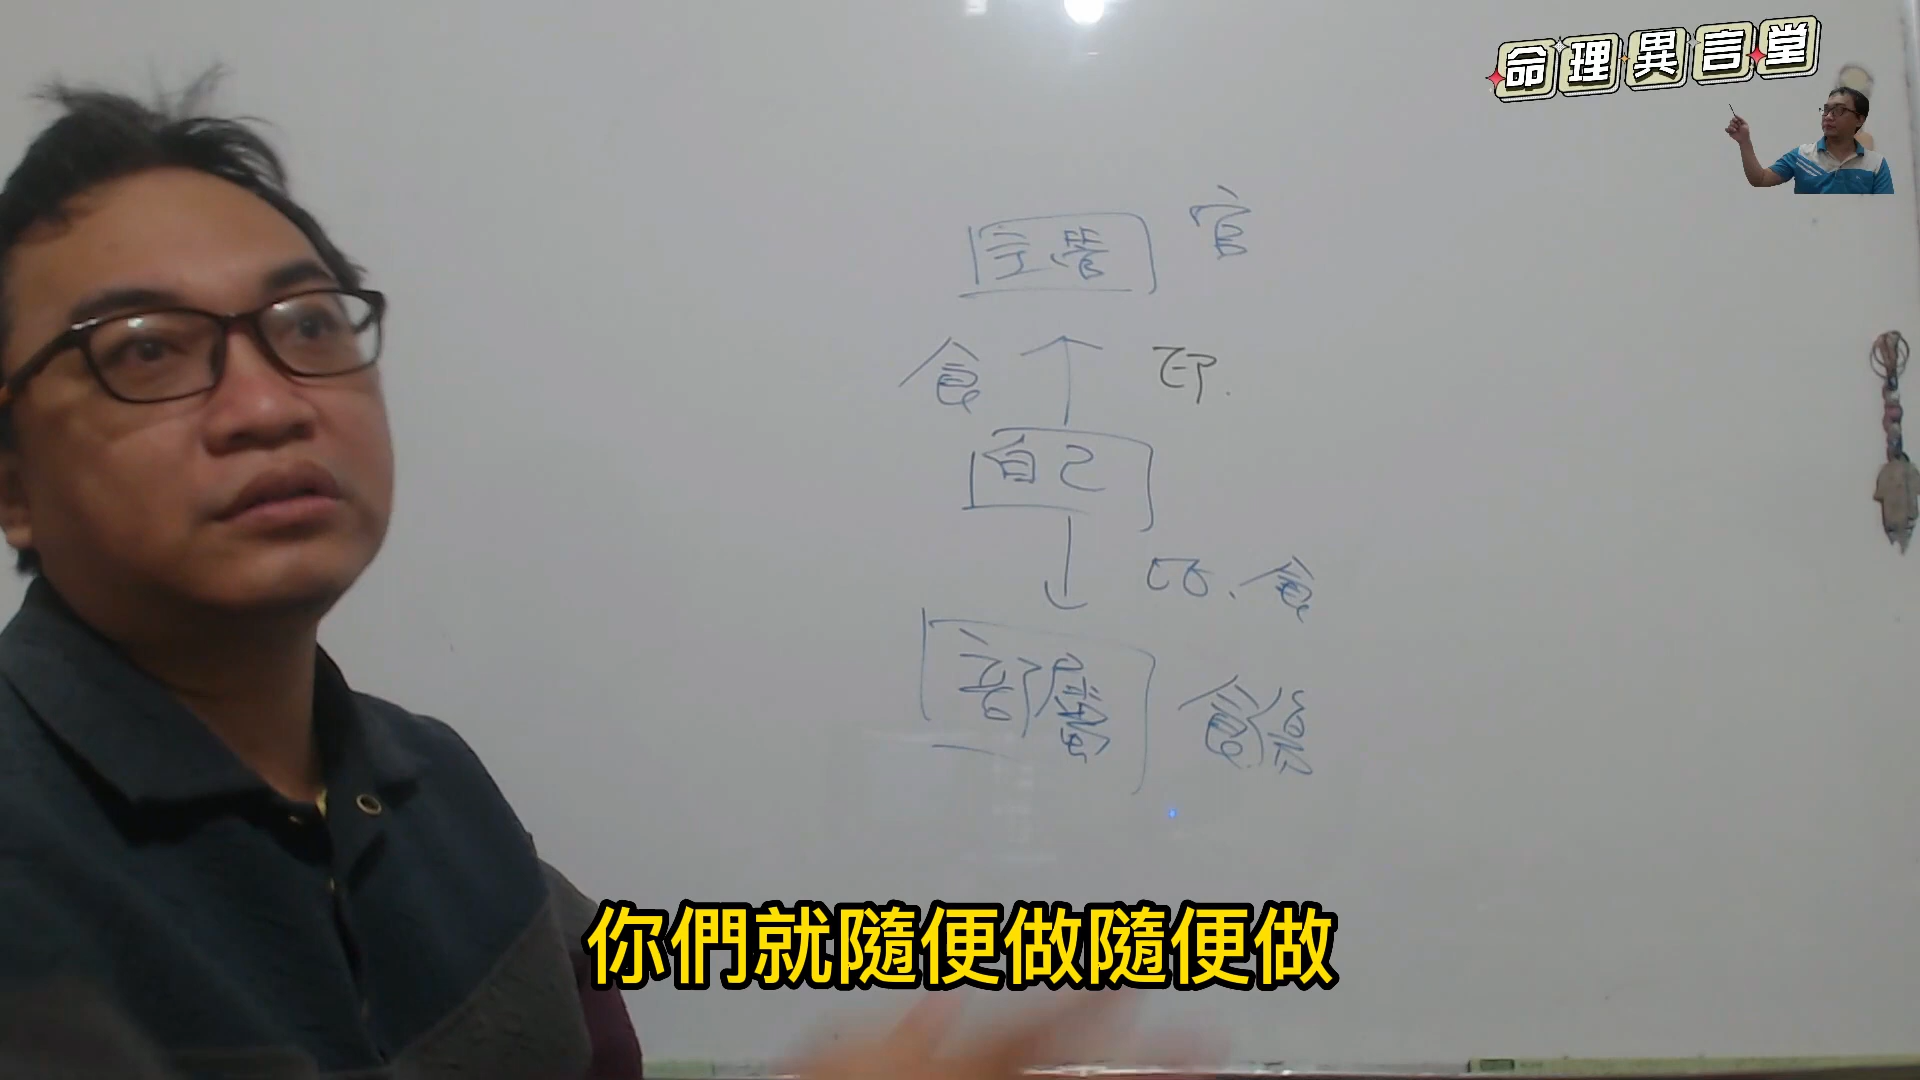 命理異言堂
主管 官
食 印.
自己
印、食
部屬 食傷
你們就隨便做隨便做